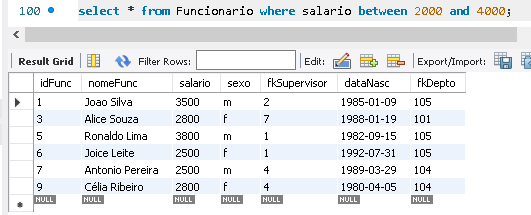 100 select * from Funcionario where salario between 2000 and 4000;
Result Grid Filter Rows: Edit: Export/Import:
idFunc nomeFunc salario sexo fkSupervisor dataNasc fkDepto
1 Joao Silva 3500 m 2 1985-01-09 105
3 Alice Souza 2800 f 7 1988-01-19 101
5 Ronaldo Lima 3800 m 1 1982-09-15 105
6 Joice Leite 2500 f 1 1992-07-31 105
7 Antonio Pereira 2500 m 4 1989-03-29 104
9 Célia Ribeiro 2800 f 4 1980-04-05 104
NULL NULL NULL NULL NULL NULL NULL